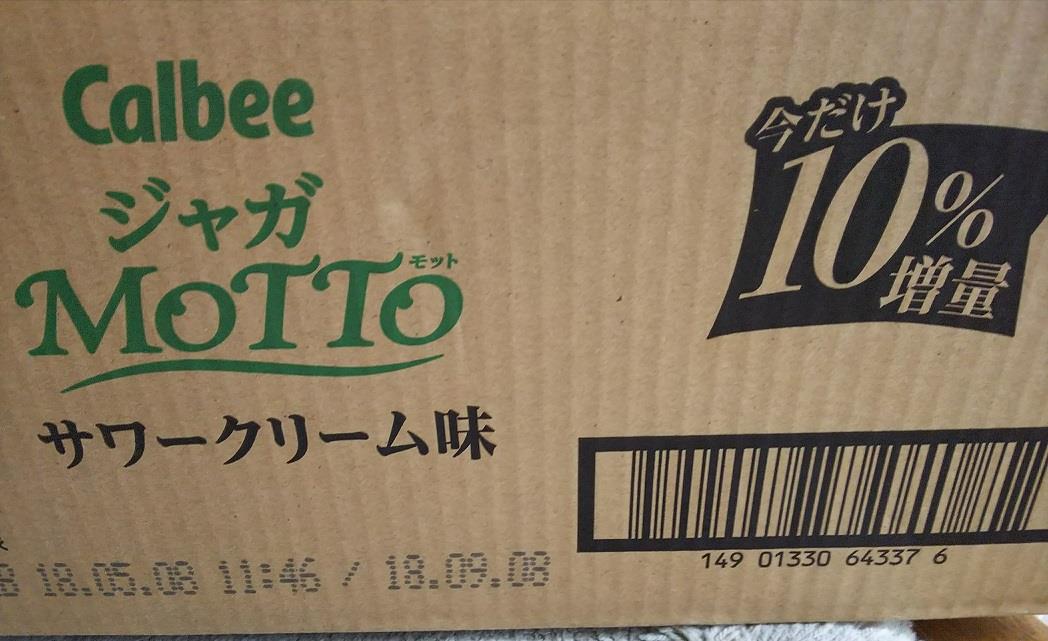 Calbee
ジャガ
MOTTO モット
サワークリーム味
今だけ
10%
増量
149 01330 64337 6
18.05.08 11:46 / 18.09.08